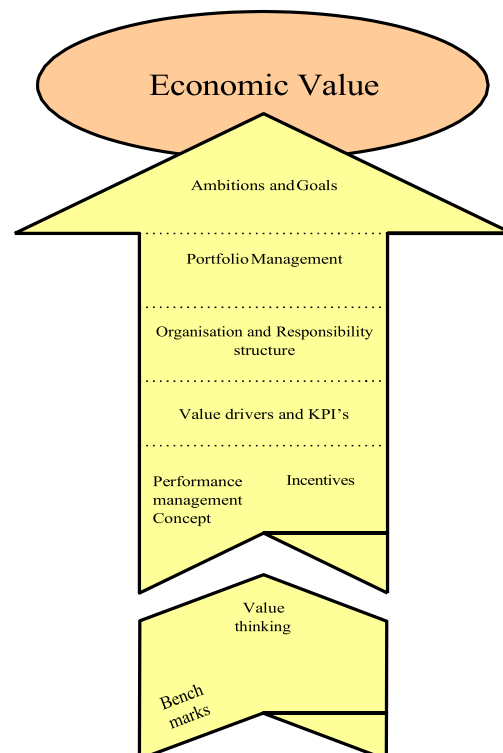 Economic Value
Ambitions and Goals
Portfolio Management
Organisation and Responsibility
structure
Value drivers and KPI's
Performance
management
Concept
Incentives
Value
thinking
Bench
marks